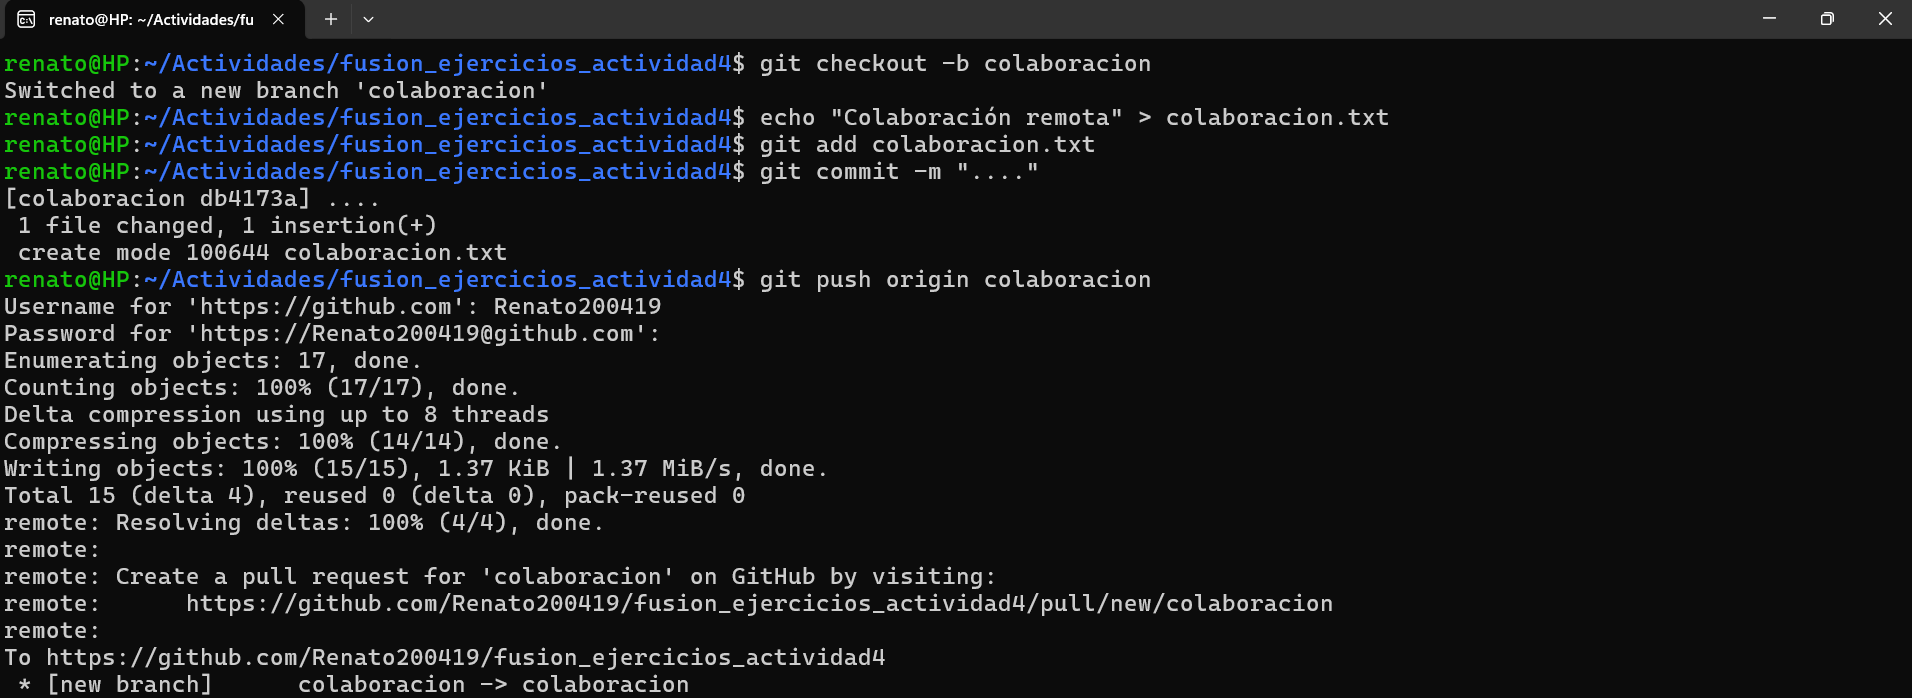 renato@HP: ~/Actividades/fu
renato@HP:~/Actividades/fusion_ejercicios_actividad4$ git checkout -b colaboracion
Switched to a new branch 'colaboracion'
renato@HP:~/Actividades/fusion_ejercicios_actividad4$ echo "Colaboración remota" > colaboracion.txt
renato@HP:~/Actividades/fusion_ejercicios_actividad4$ git add colaboracion.txt
renato@HP:~/Actividades/fusion_ejercicios_actividad4$ git commit -m "...."
[colaboracion db4173a] ....
 1 file changed, 1 insertion(+)
 create mode 100644 colaboracion.txt
renato@HP:~/Actividades/fusion_ejercicios_actividad4$ git push origin colaboracion
Username for 'https://github.com': Renato200419
Password for 'https://Renato200419@github.com':
Enumerating objects: 17, done.
Counting objects: 100% (17/17), done.
Delta compression using up to 8 threads
Compressing objects: 100% (14/14), done.
Writing objects: 100% (15/15), 1.37 KiB | 1.37 MiB/s, done.
Total 15 (delta 4), reused 0 (delta 0), pack-reused 0
remote: Resolving deltas: 100% (4/4), done.
remote:
remote: Create a pull request for 'colaboracion' on GitHub by visiting:
remote:      https://github.com/Renato200419/fusion_ejercicios_actividad4/pull/new/colaboracion
remote:
To https://github.com/Renato200419/fusion_ejercicios_actividad4
 * [new branch]      colaboracion -> colaboracion